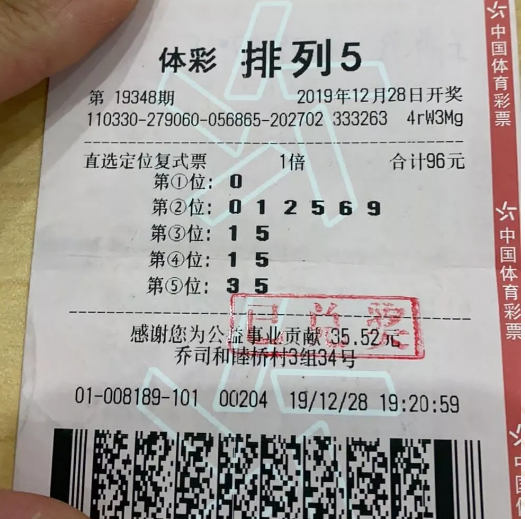 体彩 排列5
第 19348期 2019年12月28日开奖
110330-279060-056865-202702 333263 4rW3Mg
直选定位复式票 1倍 合计96元
第①位: 0
第②位: 0 1 2 5 6 9
第③位: 1 5
第④位: 1 5
第⑤位: 3 5
已兑奖
感谢您为公益事业贡献 35.52元
乔司和睦桥村3组34号
01-008189-101 00204 19/12/28 19:20:59
中国体育彩票
中国体育彩票
中